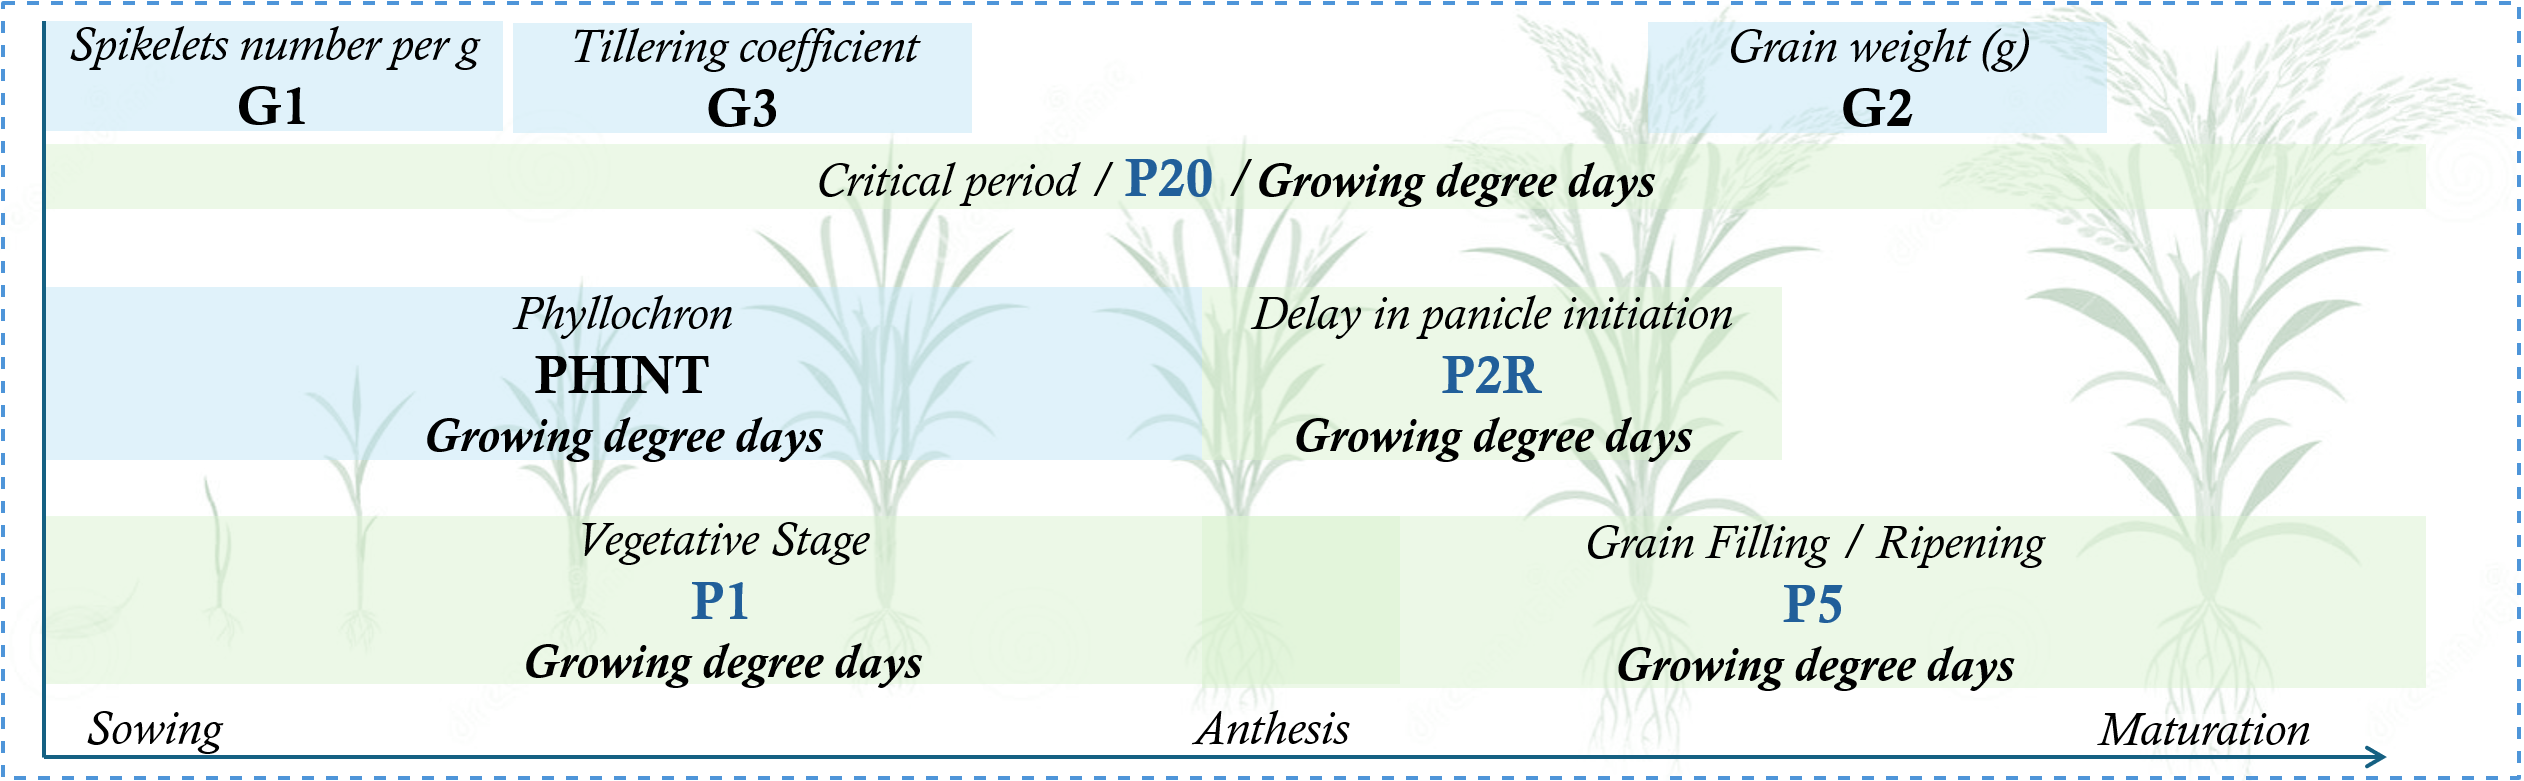 Spikelets number per g
G1
Tillering coefficient
G3
Grain weight (g)
G2
Critical period / P20 / Growing degree days
Phyllochron
PHINT
Growing degree days
Delay in panicle initiation
P2R
Growing degree days
Vegetative Stage
P1
Growing degree days
Grain Filling / Ripening
P5
Growing degree days
Sowing
Anthesis
Maturation